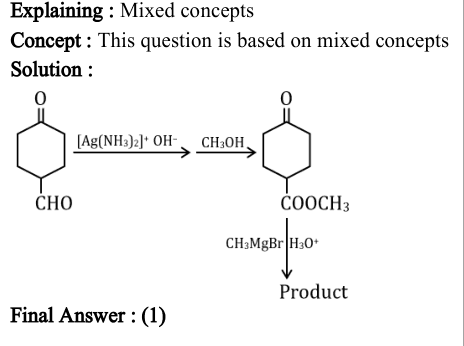 Explaining : Mixed concepts
Concept : This question is based on mixed concepts
Solution :
O
O
[Ag(NH₃)₂]⁺ OH⁻
CH₃OH
CHO
COOCH₃
CH₃MgBr H₃O⁺
Product
Final Answer : (1)